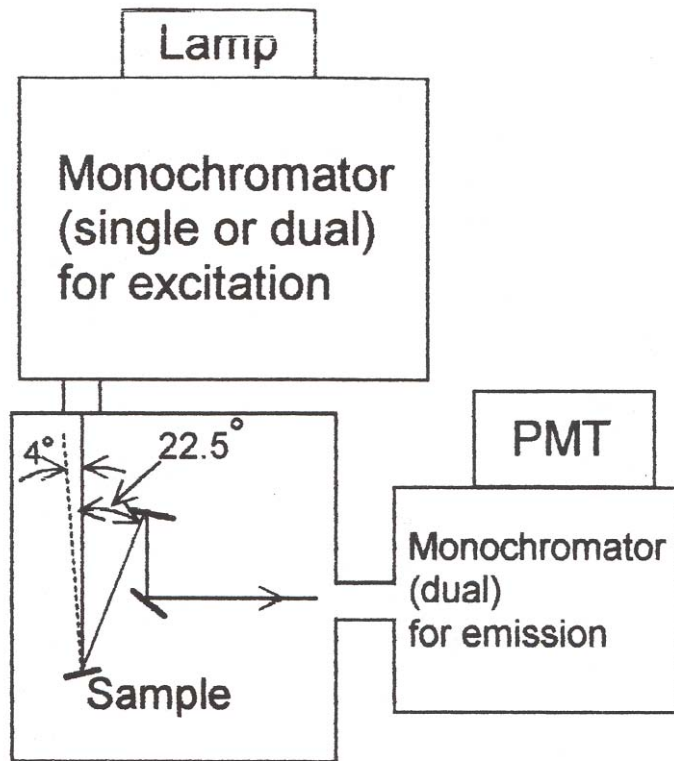 Lamp
Monochromator
(single or dual)
for excitation
4°
22.5°
PMT
Monochromator
(dual)
for emission
Sample